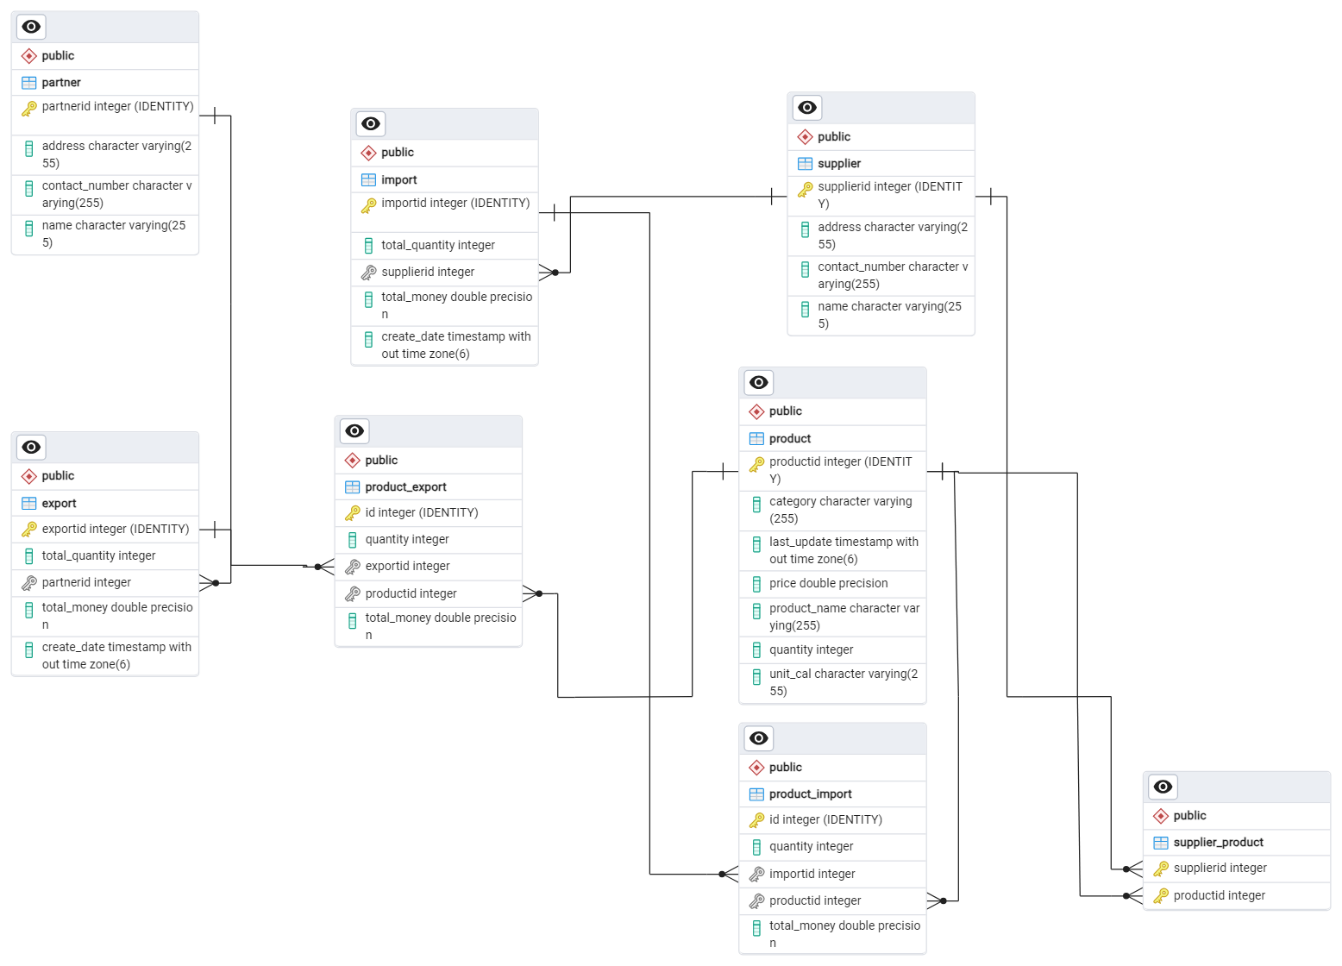 public
partner
partnerid integer (IDENTITY)
address character varying(2
55)
contact_number character v
arying(255)
name character varying(25
5)
public
import
importid integer (IDENTITY)
total_quantity integer
supplierid integer
total_money double precisio
n
create_date timestamp with
out time zone(6)
public
supplier
supplierid integer (IDENTIT
Y)
address character varying(2
55)
contact_number character v
arying(255)
name character varying(25
5)
public
export
exportid integer (IDENTITY)
total_quantity integer
partnerid integer
total_money double precisio
n
create_date timestamp with
out time zone(6)
public
product_export
id integer (IDENTITY)
quantity integer
exportid integer
productid integer
total_money double precisio
n
public
product
productid integer (IDENTIT
Y)
category character varying
(255)
last_update timestamp with
out time zone(6)
price double precision
product_name character var
ying(255)
quantity integer
unit_cal character varying(2
55)
public
product_import
id integer (IDENTITY)
quantity integer
importid integer
productid integer
total_money double precisio
n
public
supplier_product
supplierid integer
productid integer